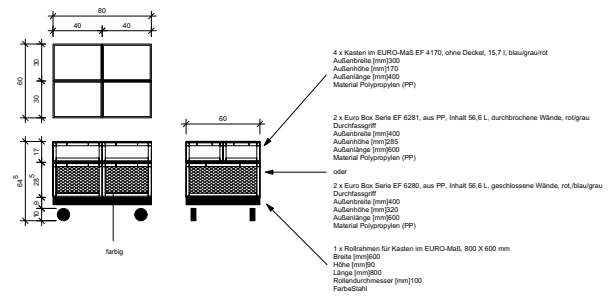 80
40
40
60
30
30
4 x Kasten im EURO-Maß EF 4170, ohne Deckel, 15,7 l, blau/grau/rot
Außenbreite [mm]300
Außenhöhe [mm]170
Außenlänge [mm]400
Material Polypropylen (PP)
60
2 x Euro Box Serie EF 6281, aus PP, Inhalt 56,6 L, durchbrochene Wände, rot/grau
Durchfassgriff
Außenbreite [mm]400
Außenhöhe [mm]285
Außenlänge [mm]600
Material Polypropylen (PP)
64⁵
17
28⁵
9
10
oder
2 x Euro Box Serie EF 6280, aus PP, Inhalt 56,6 L, geschlossene Wände, rot,/blau/grau
Durchfassgriff
Außenbreite [mm]400
Außenhöhe [mm]320
Außenlänge [mm]600
Material Polypropylen (PP)
farbig
1 x Rollrahmen für Kasten im EURO-Maß, 800 X 600 mm
Breite [mm]600
Höhe [mm]90
Länge [mm]800
Rollendurchmesser [mm]100
FarbeStahl